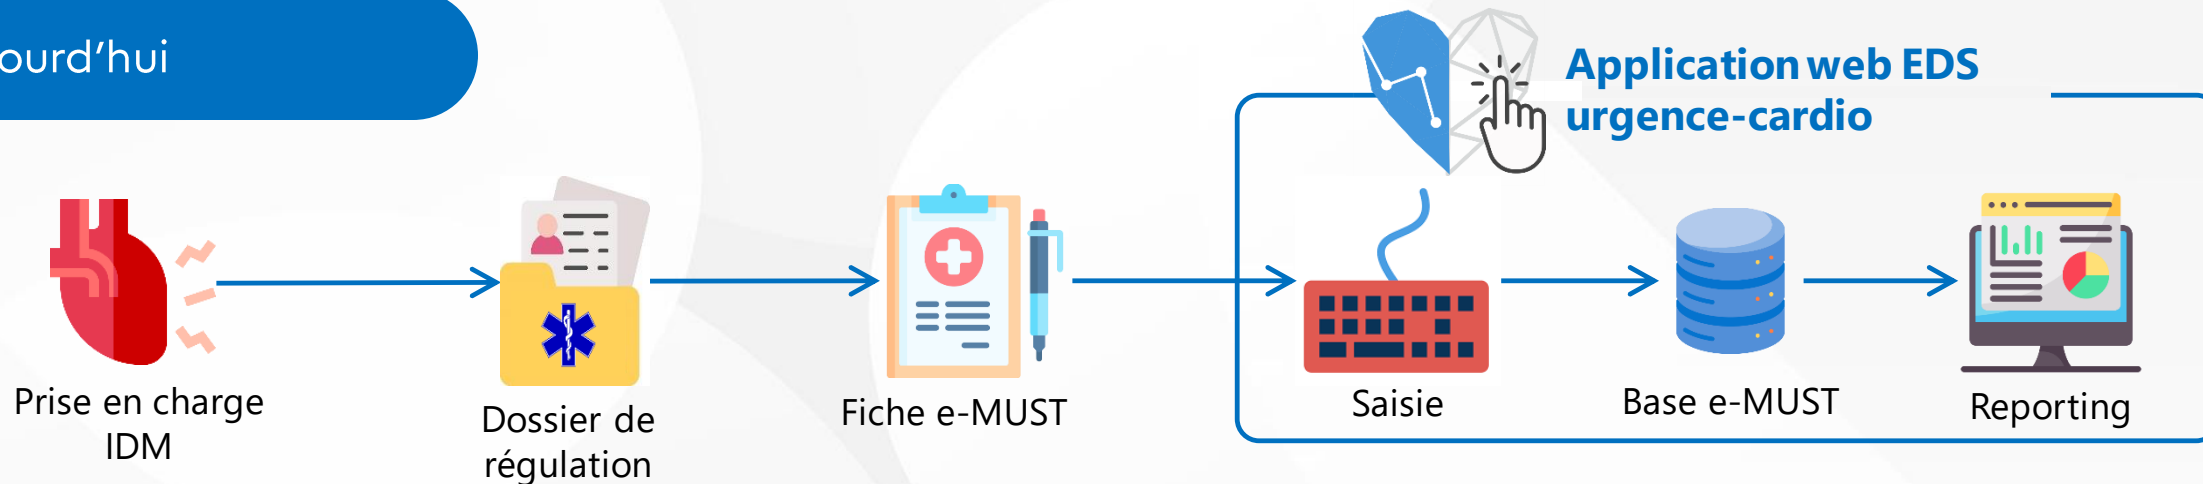 ourd'hui
Application web EDS
urgence-cardio
Prise en charge
IDM
Dossier de
régulation
Fiche e-MUST
Saisie
Base e-MUST
Reporting